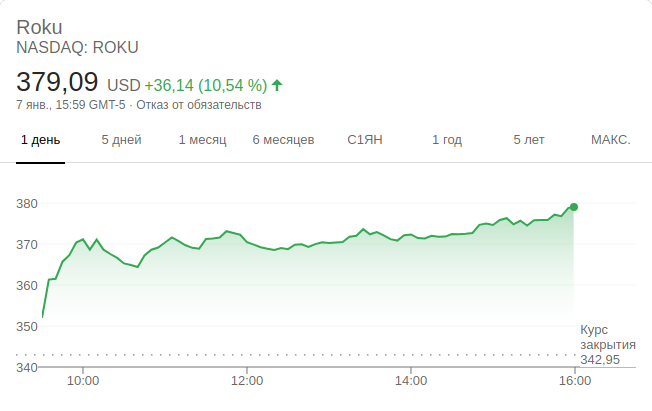 Roku
NASDAQ: ROKU
379,09 USD +36,14 (10,54 %)
7 янв., 15:59 GMT-5 · Отказ от обязательств
1 день 5 дней 1 месяц 6 месяцев С1ЯН 1 год 5 лет МАКС.
380
370
360
350
340
Курс
закрытия
342,95
10:00 12:00 14:00 16:00